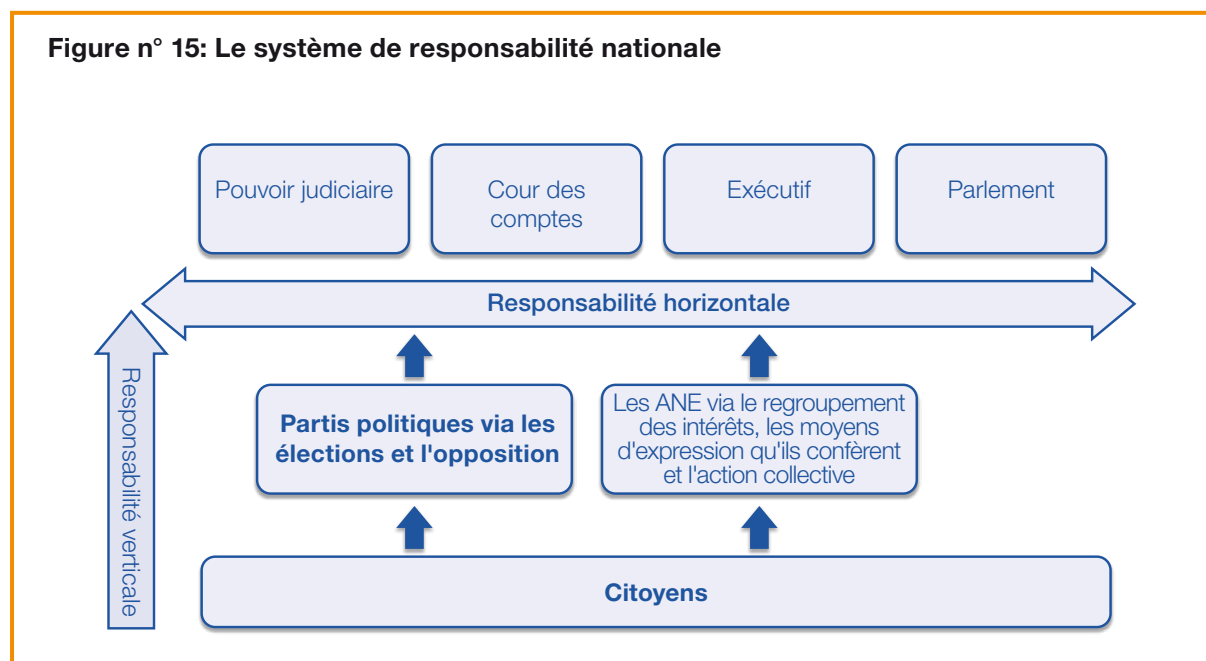 Figure n° 15: Le système de responsabilité nationale
Pouvoir judiciaire
Cour des
comptes
Exécutif
Parlement
Responsabilité horizontale
Responsabilité verticale
Partis politiques via les
élections et l'opposition
Les ANE via le regroupement
des intérêts, les moyens
d'expression qu'ils confèrent
et l'action collective
Citoyens